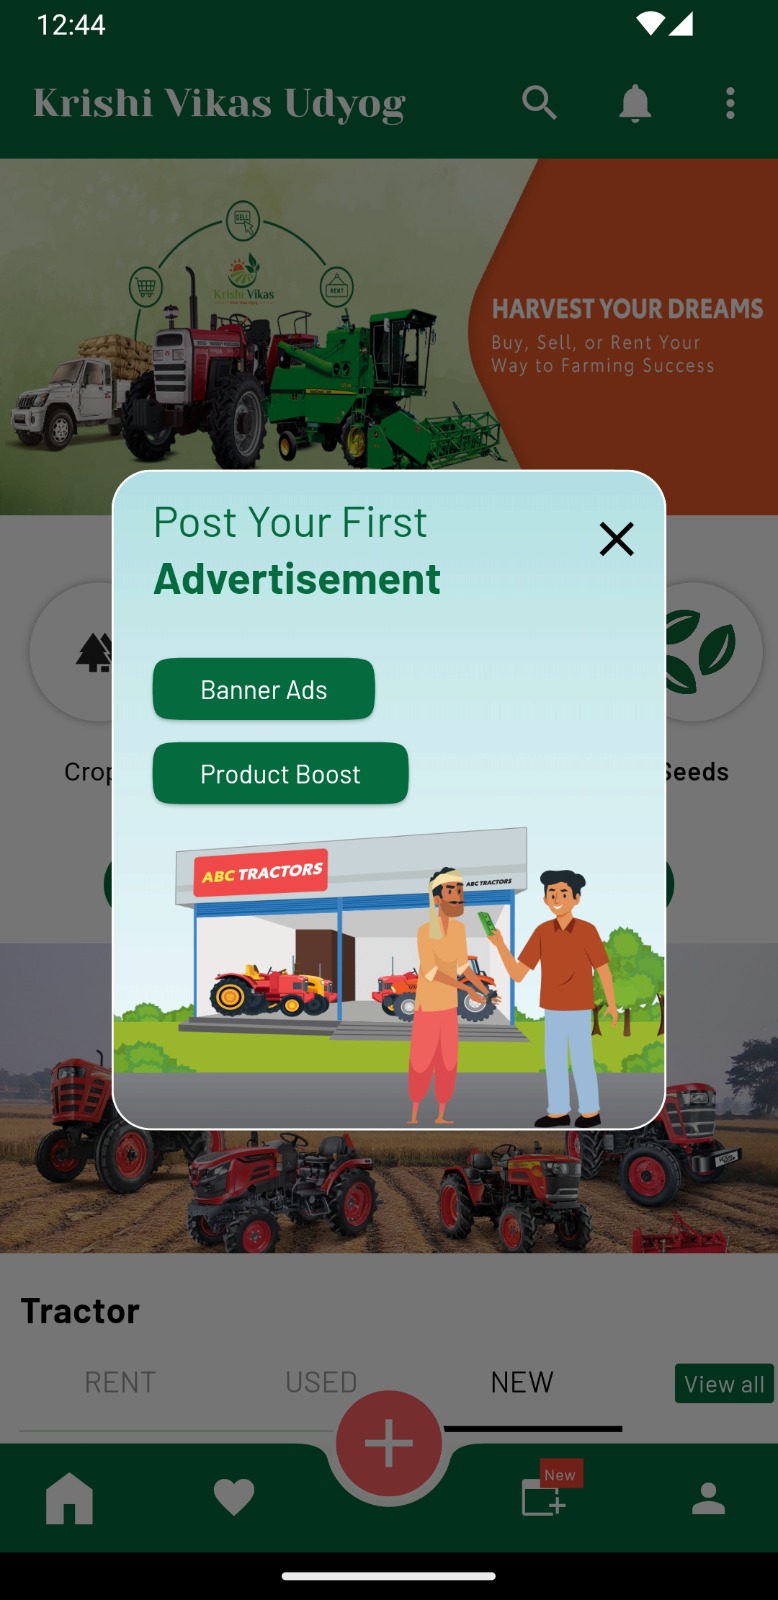 12:44
Krishi Vikas Udyog
SELL
RENT
Krishi Vikas
HARVEST YOUR DREAMS
Buy, Sell, or Rent Your
Way to Farming Success
Post Your First
Advertisement
Banner Ads
Product Boost
Crop
Seeds
ABC TRACTORS
ABC TRACTORS
Tractor
RENT
USED
NEW
View all
New